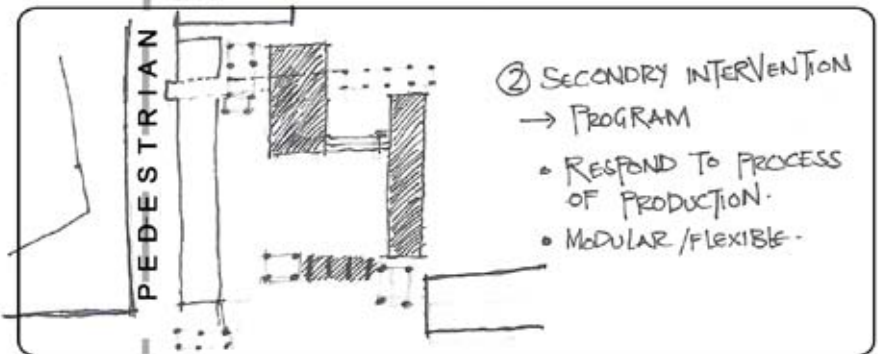 PEDESTRIAN
② SECONDRY INTERVENTION
→ PROGRAM
• RESPOND TO PROCESS
OF PRODUCTION.
• MODULAR/FLEXIBLE.